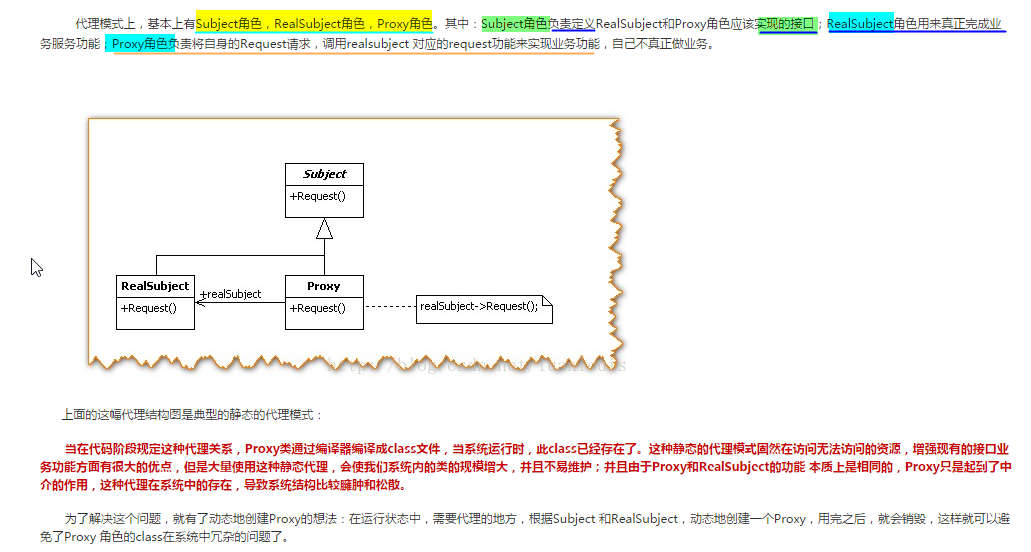 代理模式上，基本上有Subject角色，RealSubject角色，Proxy角色。其中：Subject角色负责定义RealSubject和Proxy角色应该实现的接口；RealSubject角色用来真正完成业
务服务功能；Proxy角色负责将自身的Request请求，调用realsubject 对应的request功能来实现业务功能，自己不真正做业务。
Subject
+Request()
RealSubject
+Request()
+realSubject
Proxy
+Request()
realSubject->Request();
上面的这幅代理结构图是典型的静态的代理模式：
当在代码阶段规定这种代理关系，Proxy类通过编译器编译成class文件，当系统运行时，此class已经存在了。这种静态的代理模式固然在访问无法访问的资源，增强现有的接口业
务功能方面有很大的优点，但是大量使用这种静态代理，会使我们系统内的类的规模增大，并且不易维护；并且由于Proxy和RealSubject的功能 本质上是相同的，Proxy只是起到了中
介的作用，这种代理在系统中的存在，导致系统结构比较臃肿和松散。
为了解决这个问题，就有了动态地创建Proxy的想法：在运行状态中，需要代理的地方，根据Subject 和RealSubject，动态地创建一个Proxy，用完之后，就会销毁，这样就可以避
免了Proxy 角色的class在系统中冗杂的问题了。